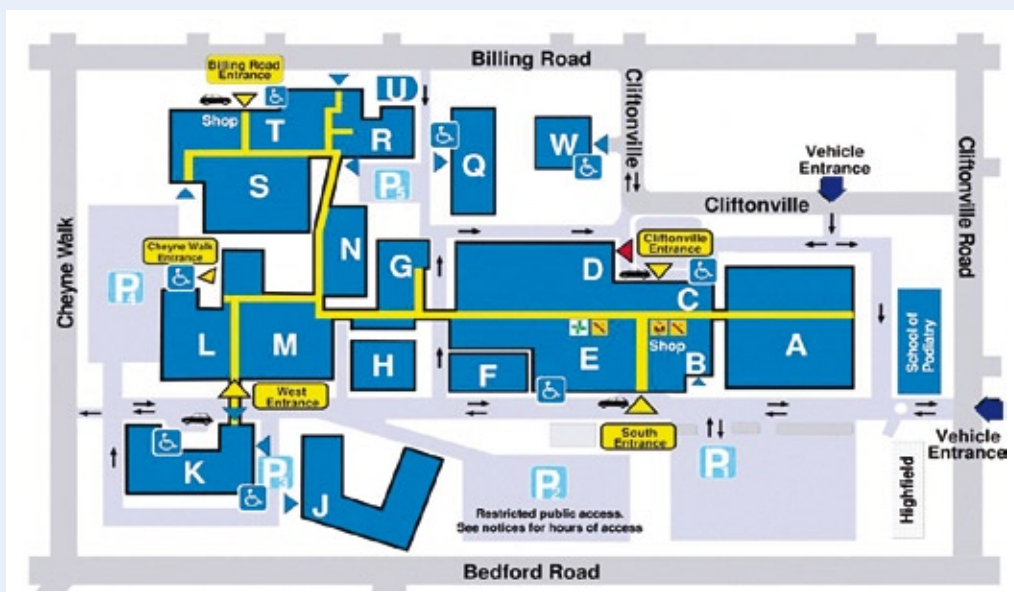 Billing Road
Billing Road
Entrance
Shop
T
U
R
S
Q
W
P5
Cliftonville
Vehicle
Entrance
Cliftonville
Cliftonville Road
Cheyne Walk
Cheyne Walk
Entrance
P4
N
G
D
Cliftonville
Entrance
C
L
M
H
F
E
Shop
B
A
School of
Podiatry
West
Entrance
South
Entrance
Vehicle
Entrance
K
P3
J
P2
Restricted public access.
See notices for hours of access
P1
Highfield
Bedford Road